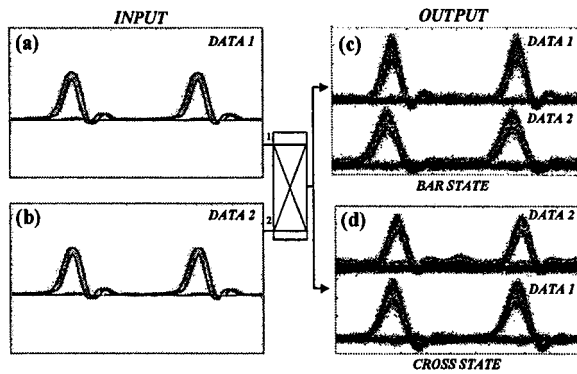 INPUT
OUTPUT
(a)
DATA 1
(b)
DATA 2
1
2
(c)
DATA 1
DATA 2
BAR STATE
(d)
DATA 2
DATA 1
CROSS STATE